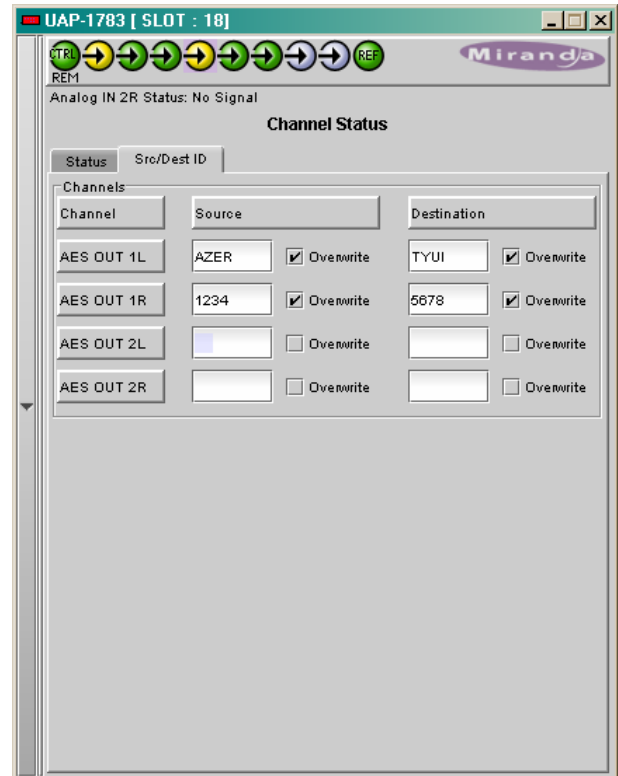 UAP-1783 [ SLOT : 18]
CTRL REF Miranda
REM
Analog IN 2R Status: No Signal
Channel Status
Status Src/Dest ID
Channels
Channel Source Destination
AES OUT 1L AZER Overwrite TYUI Overwrite
AES OUT 1R 1234 Overwrite 5678 Overwrite
AES OUT 2L Overwrite Overwrite
AES OUT 2R Overwrite Overwrite